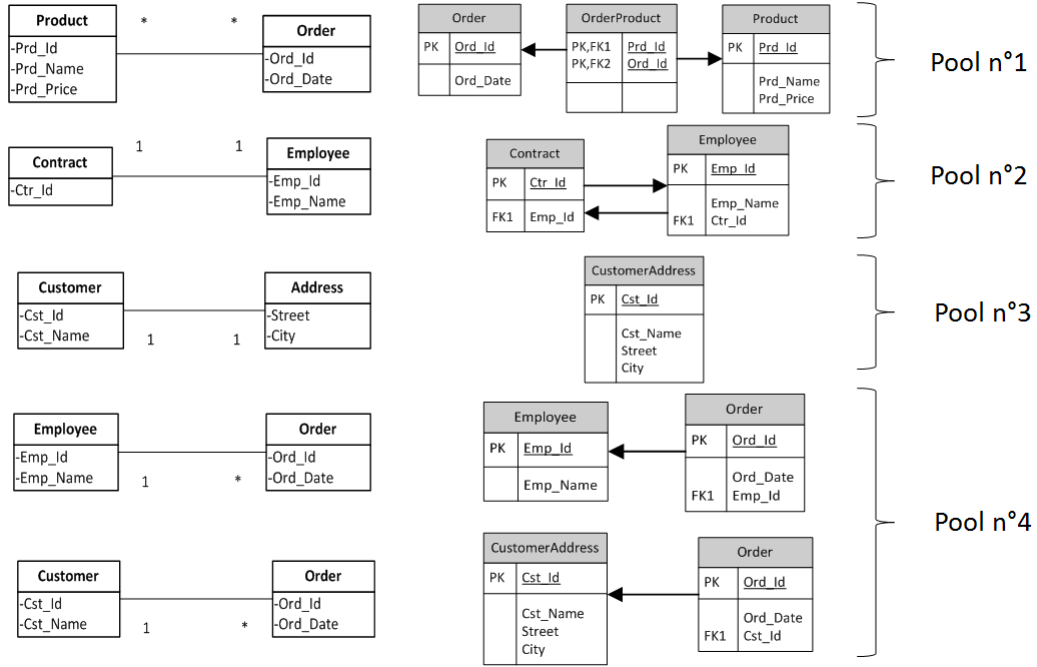 Product
-Prd_Id
-Prd_Name
-Prd_Price
* *
Order
-Ord_Id
-Ord_Date
Order
PK Ord_Id
Ord_Date
OrderProduct
PK,FK1 Prd_Id
PK,FK2 Ord_Id
Product
PK Prd_Id
Prd_Name
Prd_Price
Pool n°1
Contract
-Ctr_Id
1 1
Employee
-Emp_Id
-Emp_Name
Contract
PK Ctr_Id
FK1 Emp_Id
Employee
PK Emp_Id
Emp_Name
FK1 Ctr_Id
Pool n°2
Customer
-Cst_Id
-Cst_Name
1 1
Address
-Street
-City
CustomerAddress
PK Cst_Id
Cst_Name
Street
City
Pool n°3
Employee
-Emp_Id
-Emp_Name
1 *
Order
-Ord_Id
-Ord_Date
Employee
PK Emp_Id
Emp_Name
Order
PK Ord_Id
Ord_Date
FK1 Emp_Id
Pool n°4
Customer
-Cst_Id
-Cst_Name
1 *
Order
-Ord_Id
-Ord_Date
CustomerAddress
PK Cst_Id
Cst_Name
Street
City
Order
PK Ord_Id
Ord_Date
FK1 Cst_Id